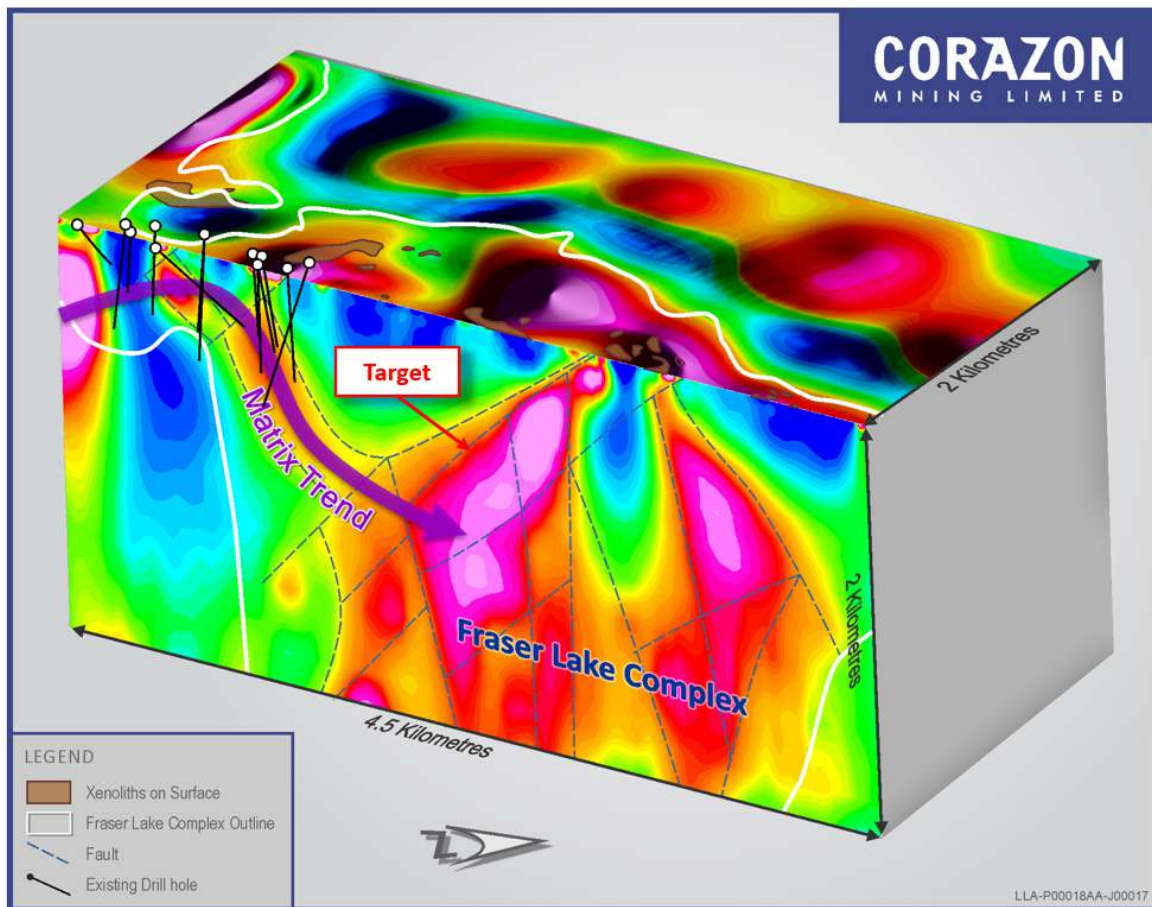 CORAZON
MINING LIMITED
Target
Matrix Trend
2 Kilometres
2 Kilometres
Fraser Lake Complex
4.5 Kilometres
LEGEND
Xenoliths on Surface
Fraser Lake Complex Outline
Fault
Existing Drill hole
N
LLA-P00018AA-J00017